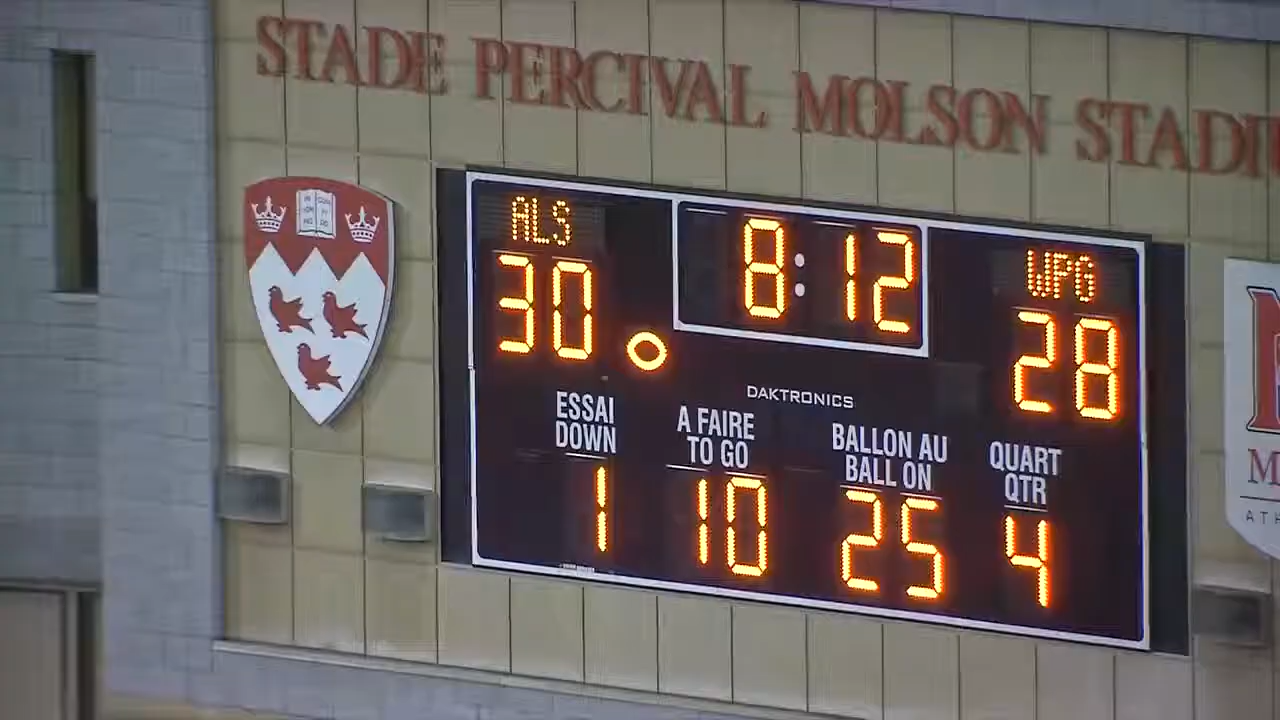 STADE PERCIVAL MOLSON STADI
ALS
8:12
WPG
30
28
DAKTRONICS
ESSAI
DOWN
A FAIRE
TO GO
BALLON AU
BALL ON
QUART
QTR
1
10
25
4